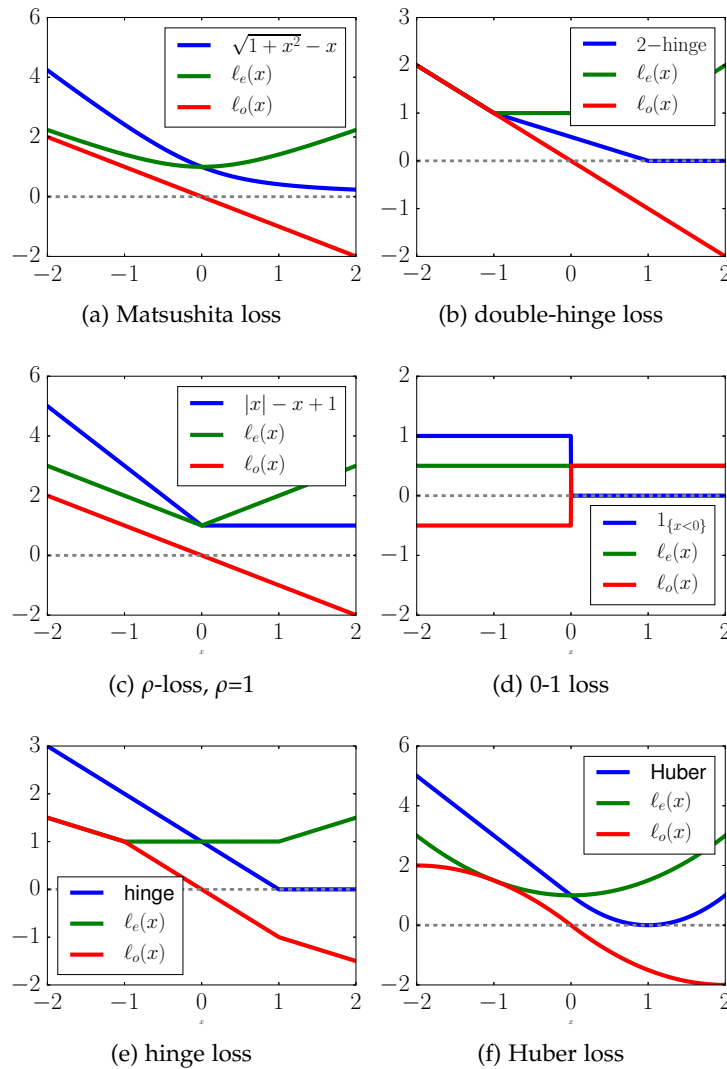 6
4
2
0
−2
−2 −1 0 1 2
√1 + x² − x
ℓₑ(x)
ℓₒ(x)
(a) Matsushita loss
3
2
1
0
−1
−2
−2 −1 0 1 2
2−hinge
ℓₑ(x)
ℓₒ(x)
(b) double-hinge loss
6
4
2
0
−2
−2 −1 0 1 2
x
|x| − x + 1
ℓₑ(x)
ℓₒ(x)
(c) ρ-loss, ρ=1
2
1
0
−1
−2
−2 −1 0 1 2
x
1_{x<0}
ℓₑ(x)
ℓₒ(x)
(d) 0-1 loss
3
2
1
0
−1
−2
−2 −1 0 1 2
x
hinge
ℓₑ(x)
ℓₒ(x)
(e) hinge loss
6
4
2
0
−2
−2 −1 0 1 2
x
Huber
ℓₑ(x)
ℓₒ(x)
(f) Huber loss